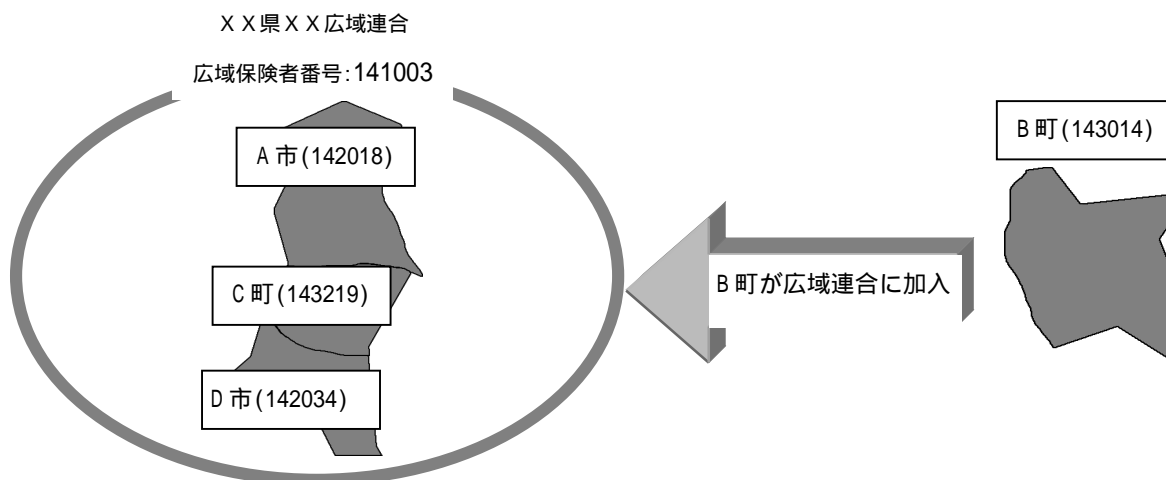 ＸＸ県ＸＸ広域連合
広域保険者番号：141003
Ａ市(142018)
Ｃ町(143219)
Ｄ市(142034)
Ｂ町が広域連合に加入
Ｂ町(143014)